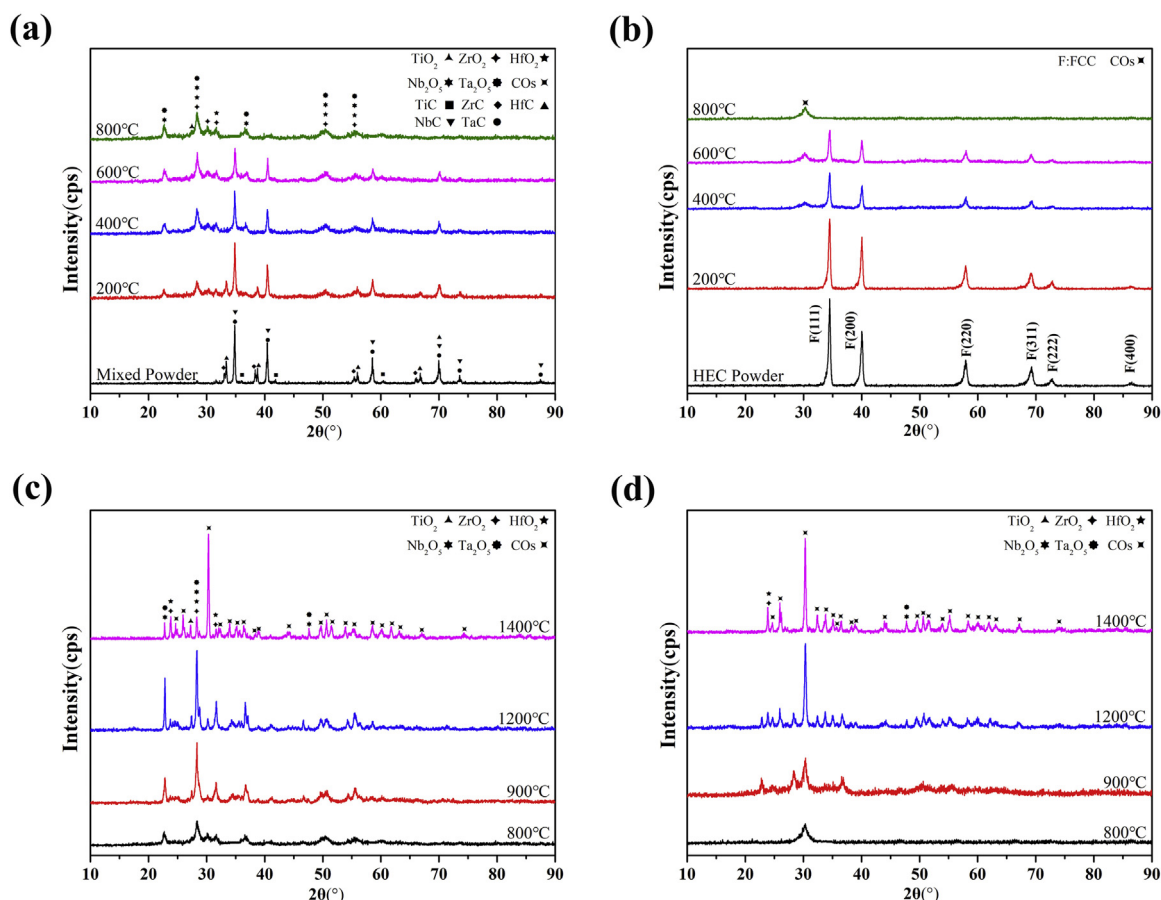 (a)
TiO2 ZrO2 HfO2
Nb2O5 Ta2O5 COs
TiC ZrC HfC
NbC TaC
800°C
600°C
400°C
200°C
Mixed Powder
Intensity(cps)
10 20 30 40 50 60 70 80 90
2θ(°)
(b)
F:FCC COs
800°C
600°C
400°C
200°C
HEC Powder
F(111)
F(200)
F(220)
F(311)
F(222)
F(400)
Intensity(cps)
10 20 30 40 50 60 70 80 90
2θ(°)
(c)
TiO2 ZrO2 HfO2
Nb2O5 Ta2O5 COs
1400°C
1200°C
900°C
800°C
Intensity(cps)
10 20 30 40 50 60 70 80 90
2θ(°)
(d)
TiO2 ZrO2 HfO2
Nb2O5 Ta2O5 COs
1400°C
1200°C
900°C
800°C
Intensity(cps)
10 20 30 40 50 60 70 80 90
2θ(°)